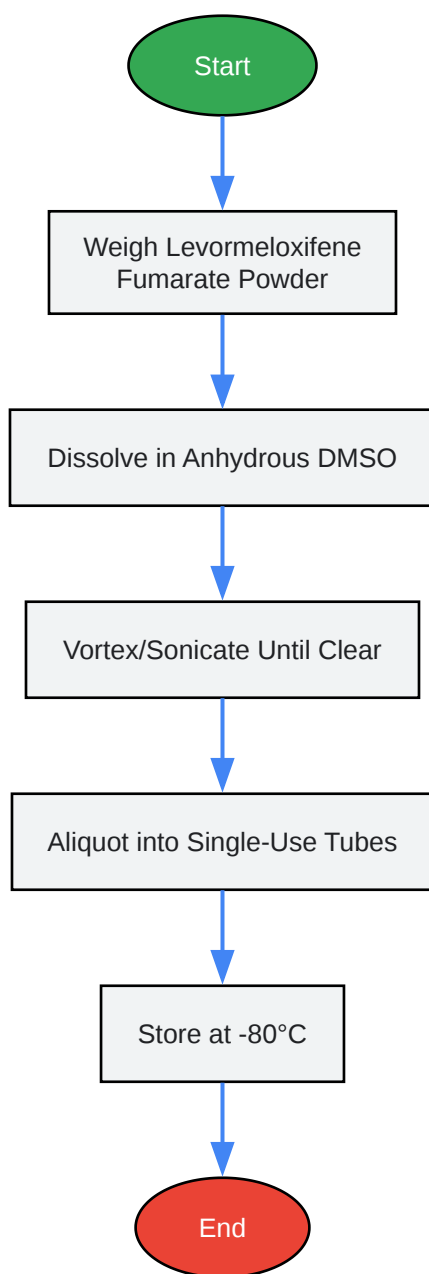 Start
Weigh Levormeloxifene
Fumarate Powder
Dissolve in Anhydrous DMSO
Vortex/Sonicate Until Clear
Aliquot into Single-Use Tubes
Store at -80°C
End